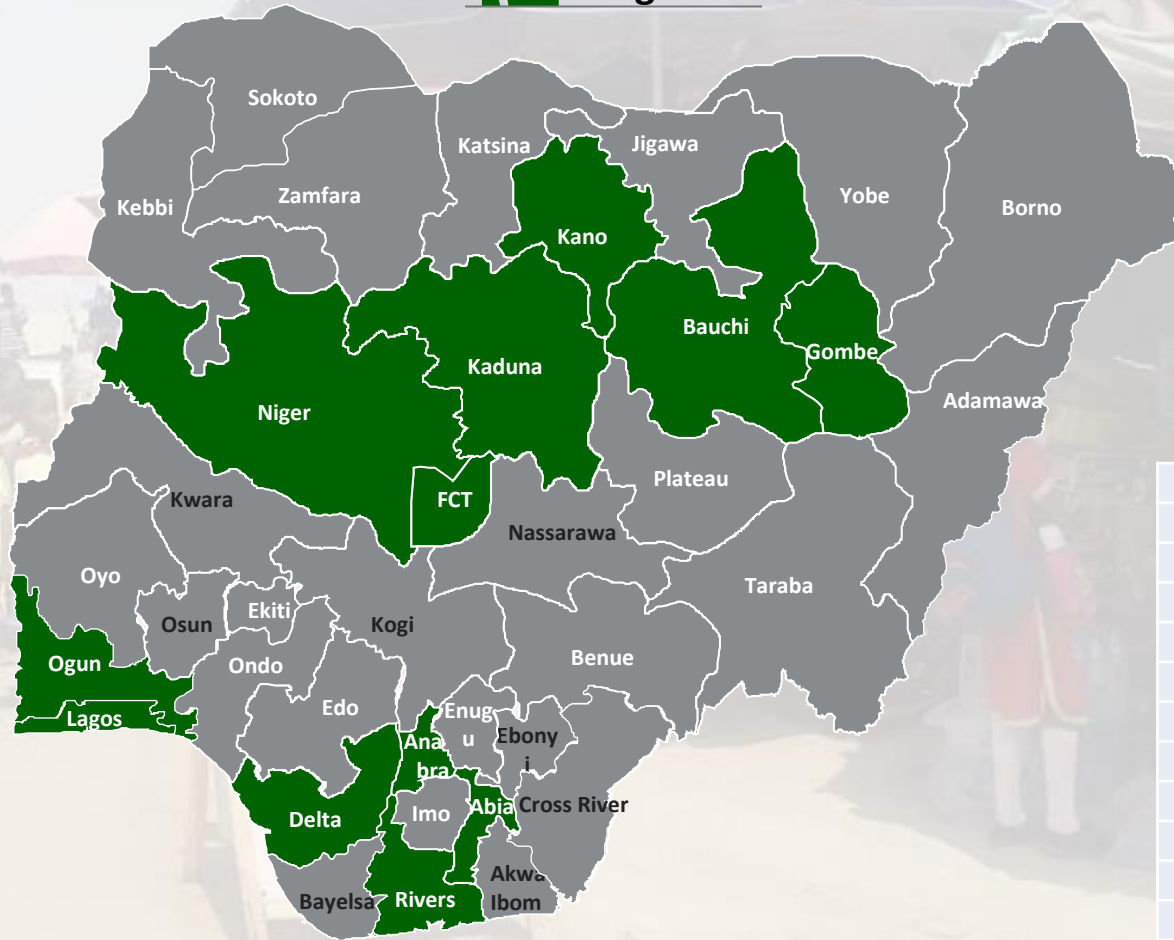 Sokoto
Katsina
Jigawa
Kebbi
Zamfara
Yobe
Borno
Kano
Bauchi
Gombe
Kaduna
Adamawa
Niger
Plateau
Kwara
FCT
Nassarawa
Oyo
Taraba
Ekiti
Osun
Kogi
Ogun
Ondo
Benue
Lagos
Edo
Enug
u
Ebony
i
Ana
bra
Delta
Imo
Abia
Cross River
Bayelsa
Rivers
Akwa
Ibom